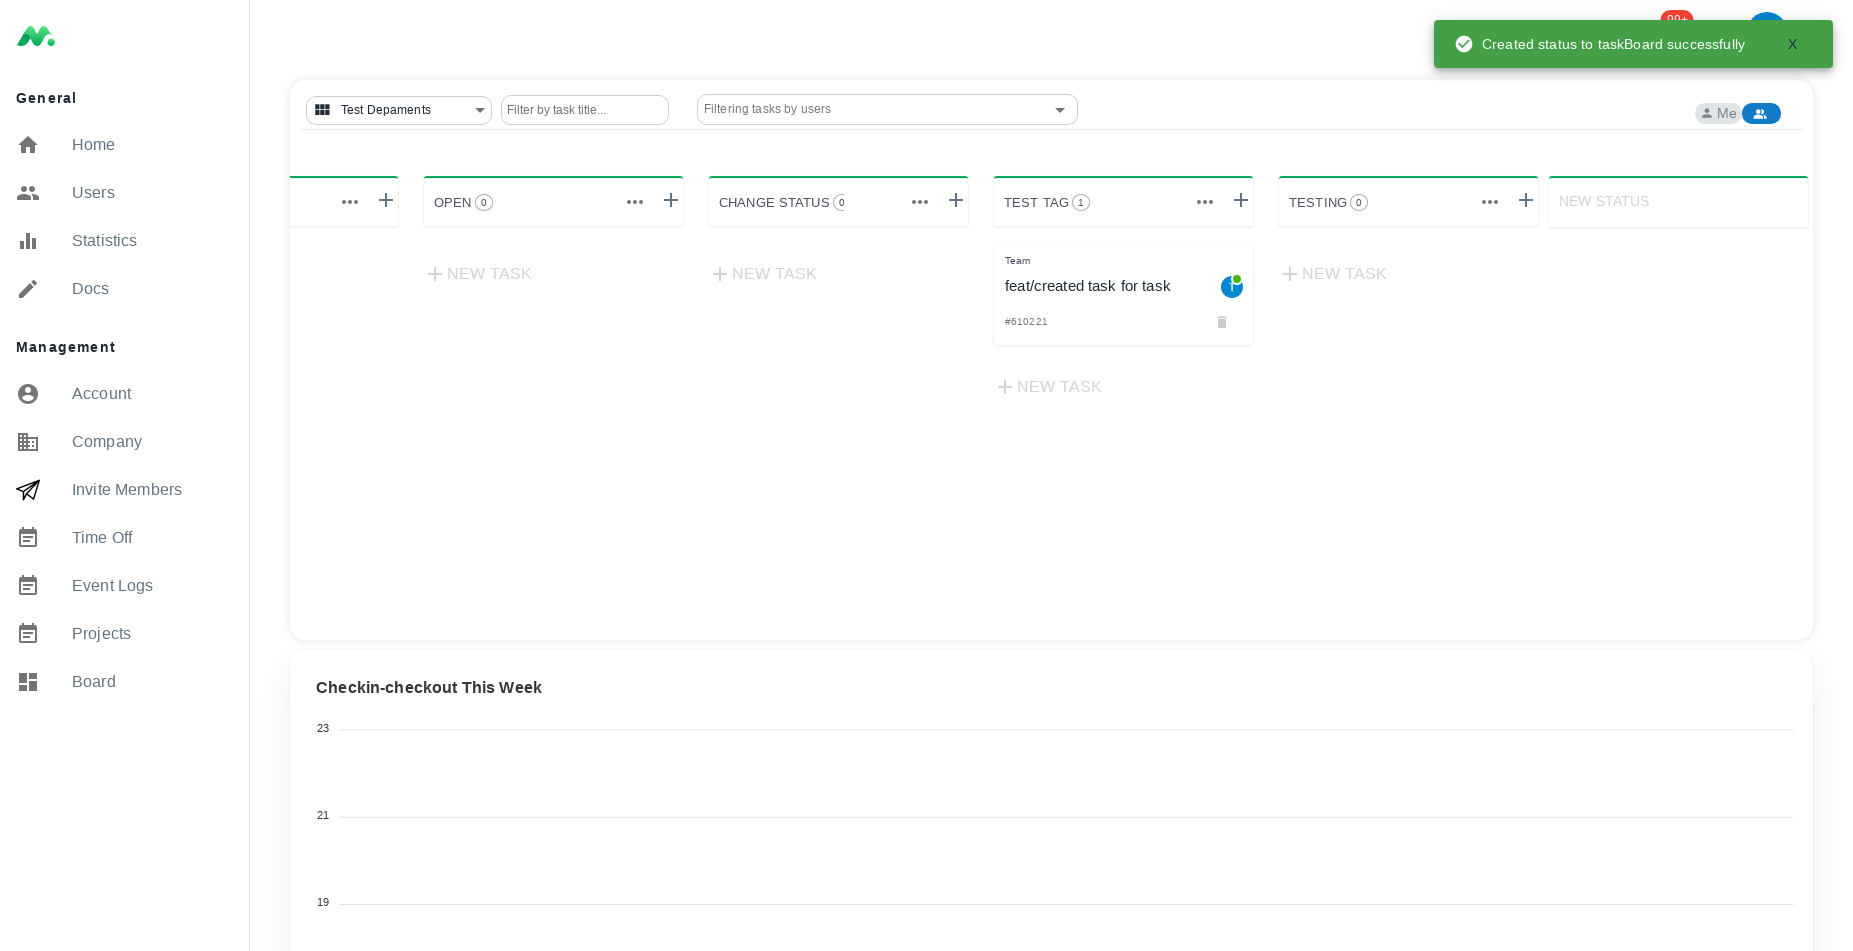 General
Home
Users
Statistics
Docs
Management
Account
Company
Invite Members
Time Off
Event Logs
Projects
Board
99+
Created status to taskBoard successfully X
Test Depaments
Filter by task title...
Filtering tasks by users
Me
OPEN 0
CHANGE STATUS 0
TEST TAG 1
TESTING 0
NEW STATUS
NEW TASK
NEW TASK
Team
feat/created task for task
T
#610221
NEW TASK
NEW TASK
Checkin-checkout This Week
23
21
19